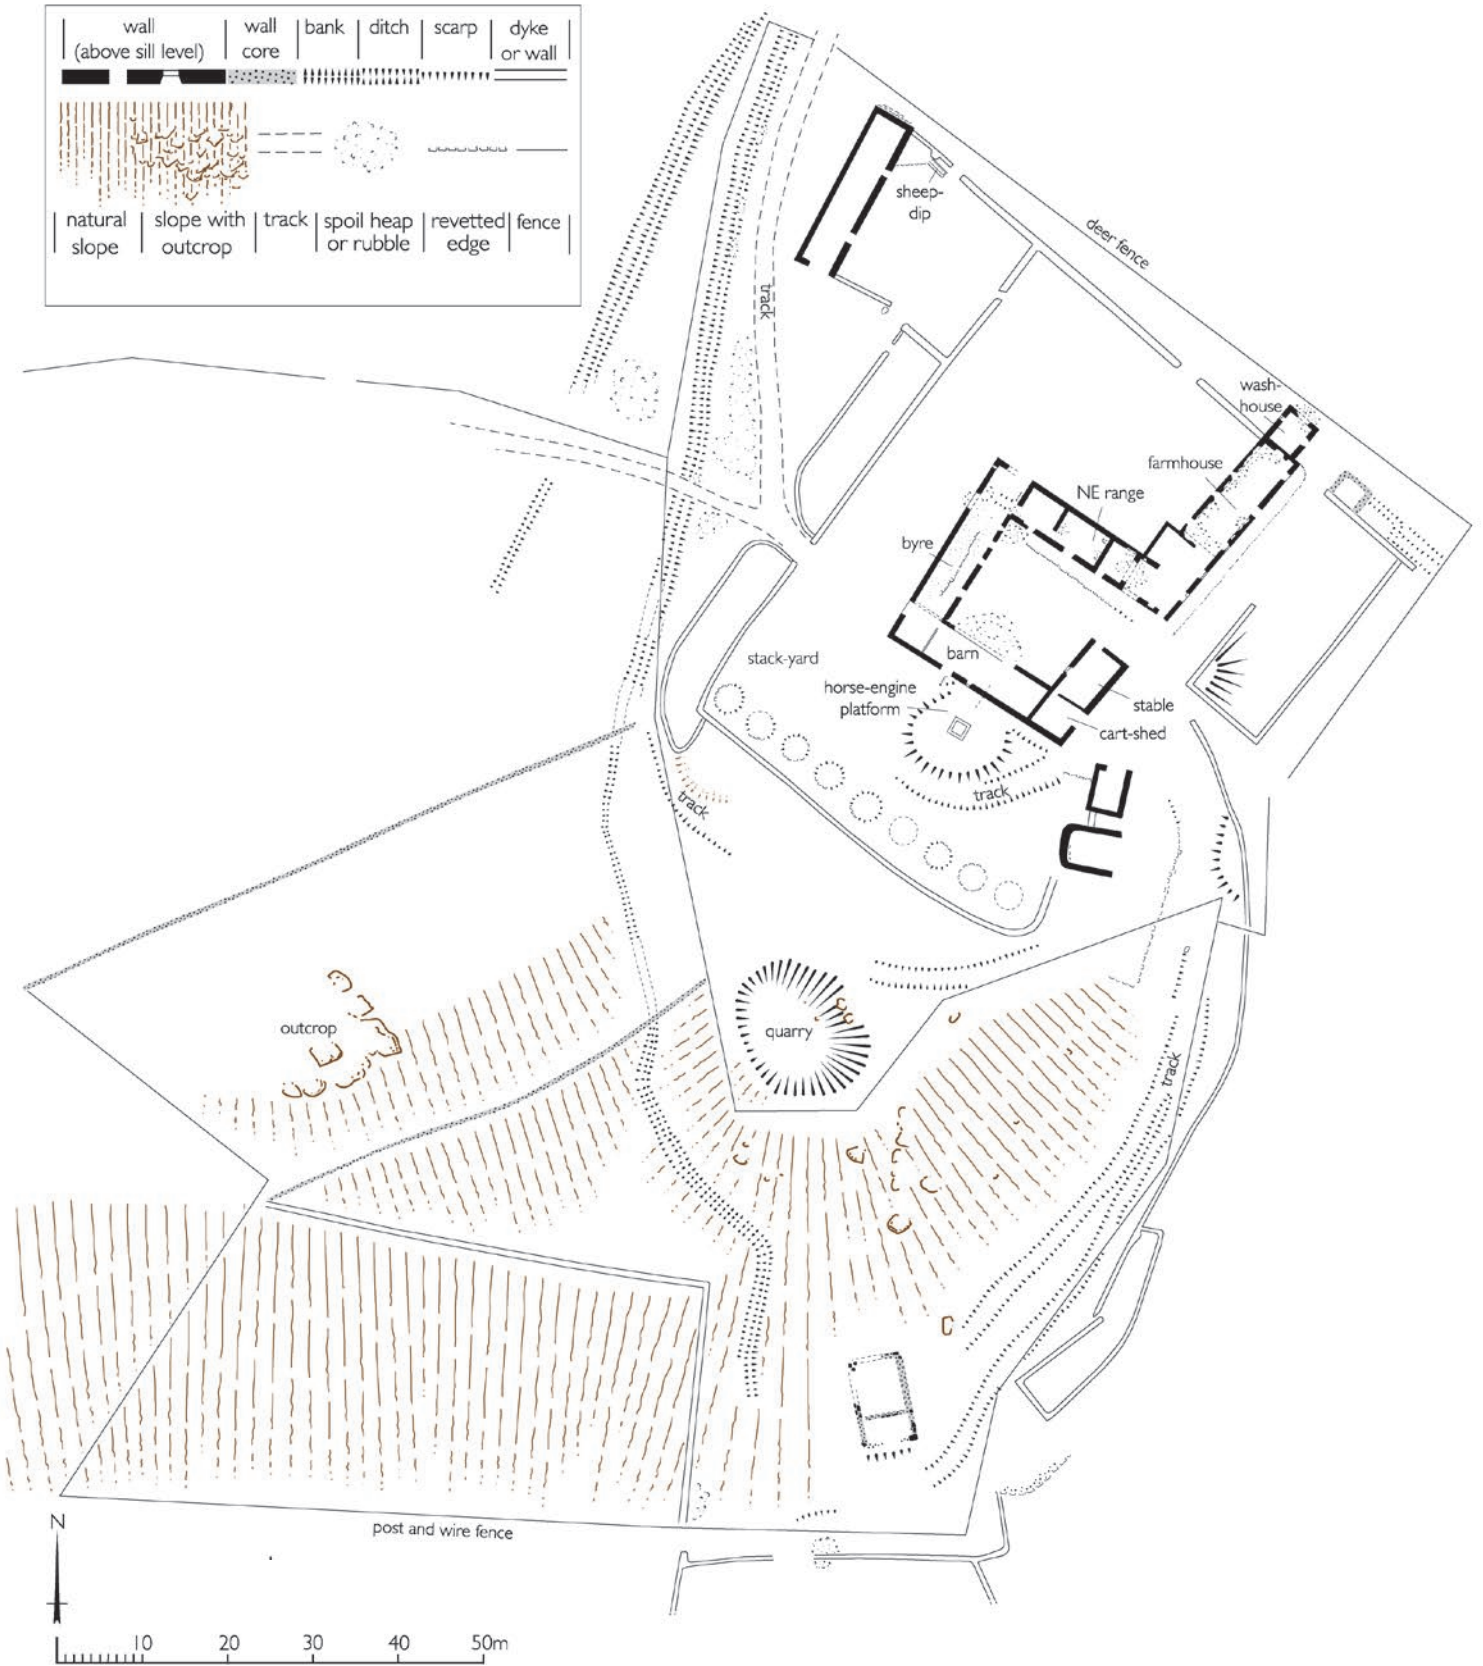 wall
(above sill level)
wall
core
bank
ditch
scarp
dyke
or wall
natural
slope
slope with
outcrop
track
spoil heap
or rubble
revetted
edge
fence
sheep-
dip
deer fence
track
wash-
house
farmhouse
NE range
byre
barn
stack-yard
horse-engine
platform
stable
cart-shed
track
track
outcrop
quarry
track
post and wire fence
N
10 20 30 40 50m